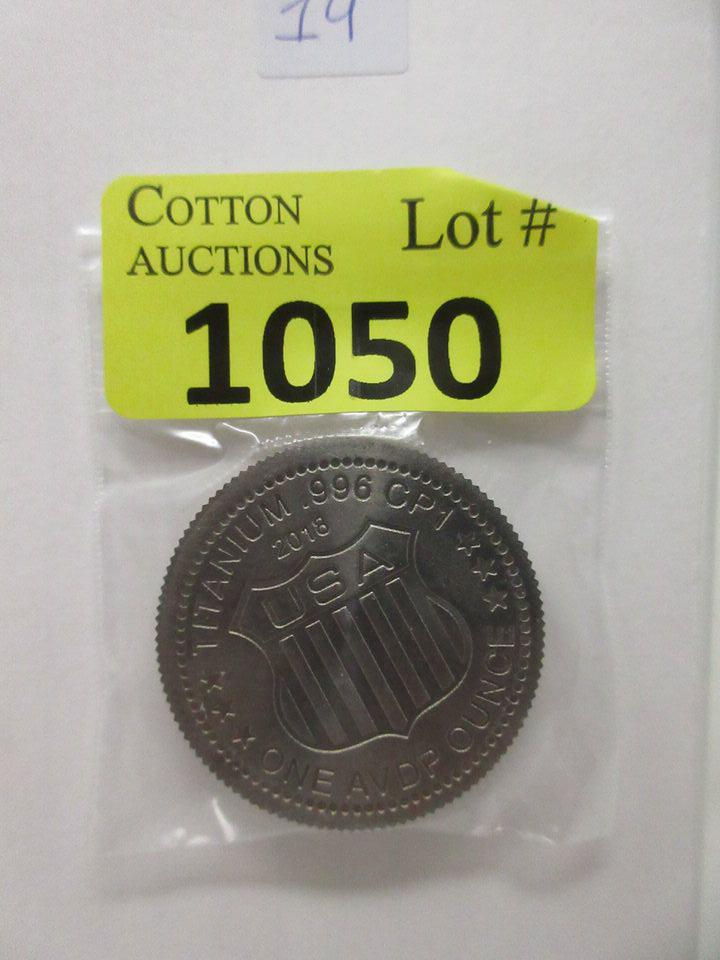 14
COTTON AUCTIONS
Lot #
1050
TITANIUM .996 CP1
2018
USA
ONE AVDP OUNCE